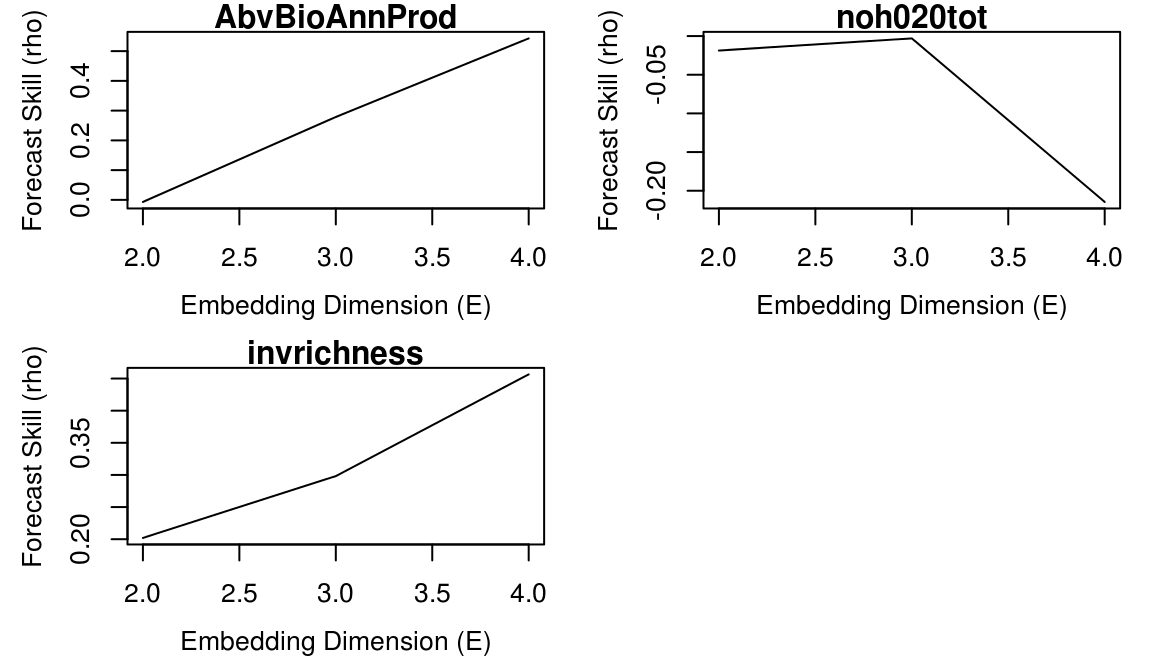 AbvBioAnnProd
Forecast Skill (rho)
0.4
0.2
0.0
2.0 2.5 3.0 3.5 4.0
Embedding Dimension (E)
noh020tot
Forecast Skill (rho)
-0.05
-0.20
2.0 2.5 3.0 3.5 4.0
Embedding Dimension (E)
invrichness
Forecast Skill (rho)
0.35
0.20
2.0 2.5 3.0 3.5 4.0
Embedding Dimension (E)